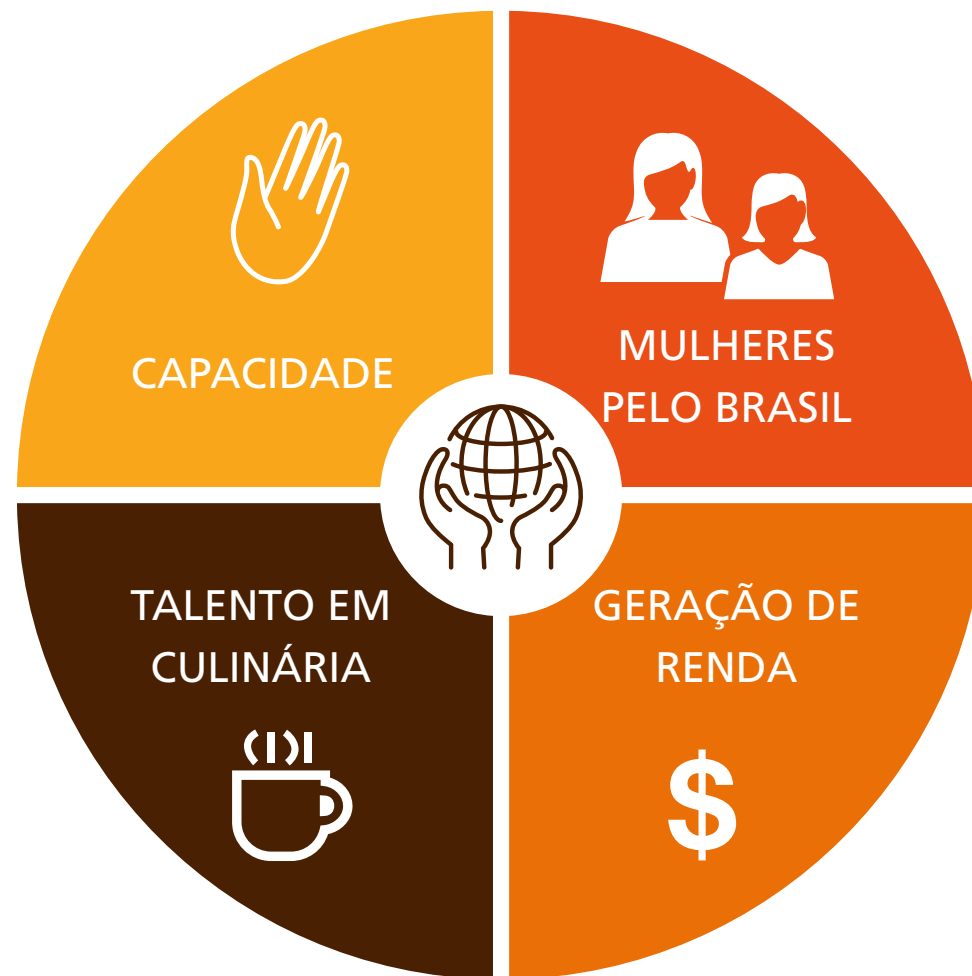 CAPACIDADE
MULHERES
PELO BRASIL
TALENTO EM
CULINÁRIA
GERAÇÃO DE
RENDA
$